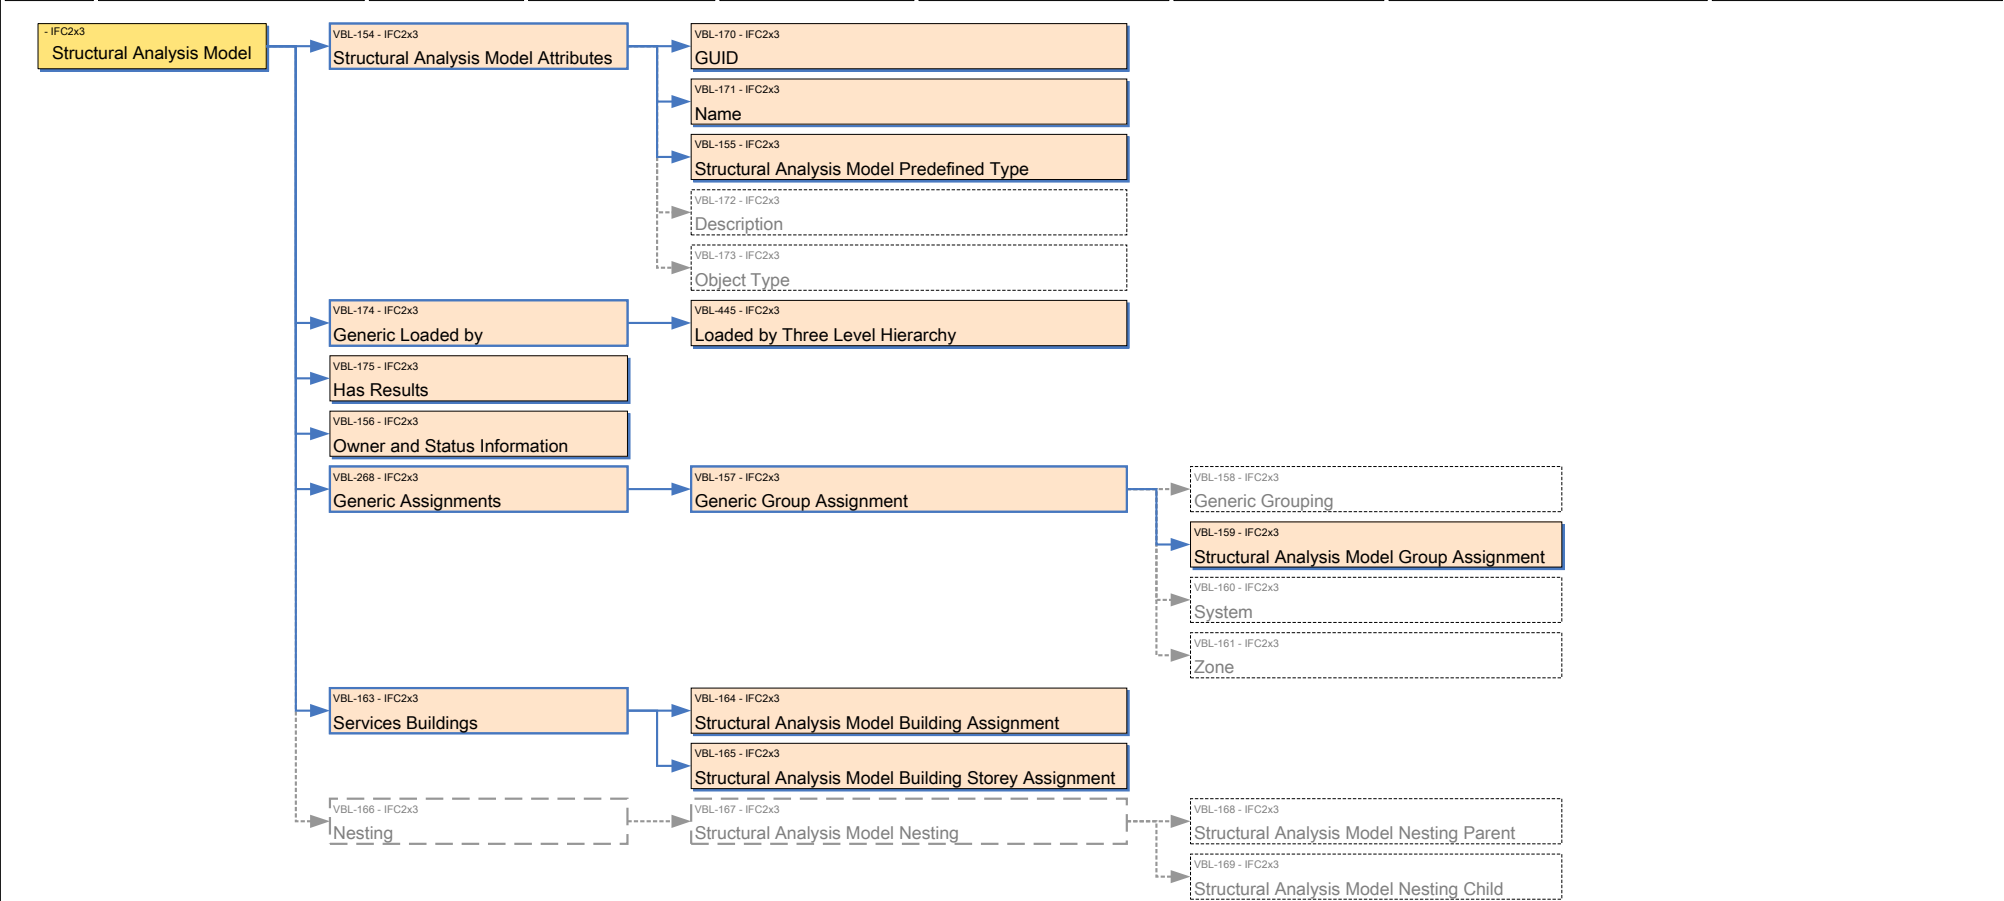 - IFC2x3
Structural Analysis Model
VBL-154 - IFC2x3
Structural Analysis Model Attributes
VBL-170 - IFC2x3
GUID
VBL-171 - IFC2x3
Name
VBL-155 - IFC2x3
Structural Analysis Model Predefined Type
VBL-172 - IFC2x3
Description
VBL-173 - IFC2x3
Object Type
VBL-174 - IFC2x3
Generic Loaded by
VBL-445 - IFC2x3
Loaded by Three Level Hierarchy
VBL-175 - IFC2x3
Has Results
VBL-156 - IFC2x3
Owner and Status Information
VBL-268 - IFC2x3
Generic Assignments
VBL-157 - IFC2x3
Generic Group Assignment
VBL-158 - IFC2x3
Generic Grouping
VBL-159 - IFC2x3
Structural Analysis Model Group Assignment
VBL-160 - IFC2x3
System
VBL-161 - IFC2x3
Zone
VBL-163 - IFC2x3
Services Buildings
VBL-164 - IFC2x3
Structural Analysis Model Building Assignment
VBL-165 - IFC2x3
Structural Analysis Model Building Storey Assignment
VBL-166 - IFC2x3
Nesting
VBL-167 - IFC2x3
Structural Analysis Model Nesting
VBL-168 - IFC2x3
Structural Analysis Model Nesting Parent
VBL-169 - IFC2x3
Structural Analysis Model Nesting Child